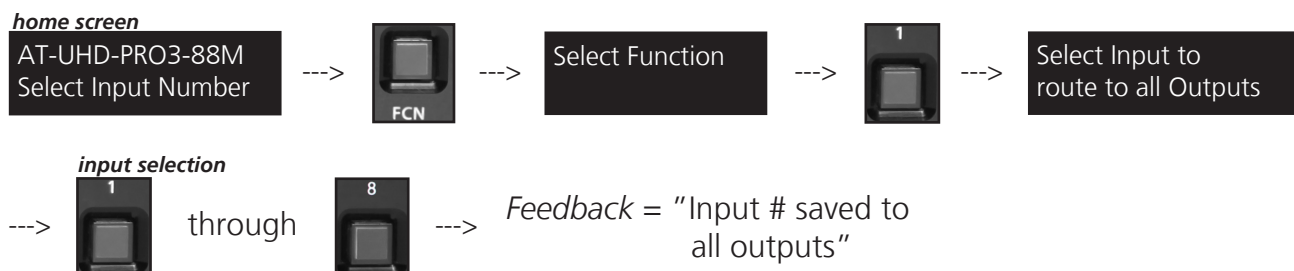 home screen
AT-UHD-PRO3-88M
Select Input Number
--->
FCN
--->
Select Function
--->
1
--->
Select Input to
route to all Outputs
input selection
--->
1
through
8
--->
Feedback = "Input # saved to
all outputs"